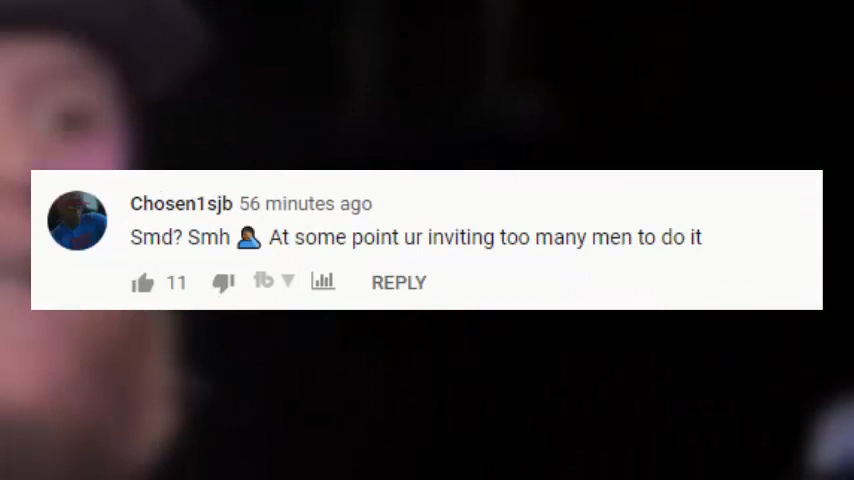 Chosen1sjb 56 minutes ago
Smd? Smh 🤦🏾‍♂️ At some point ur inviting too many men to do it
11 REPLY